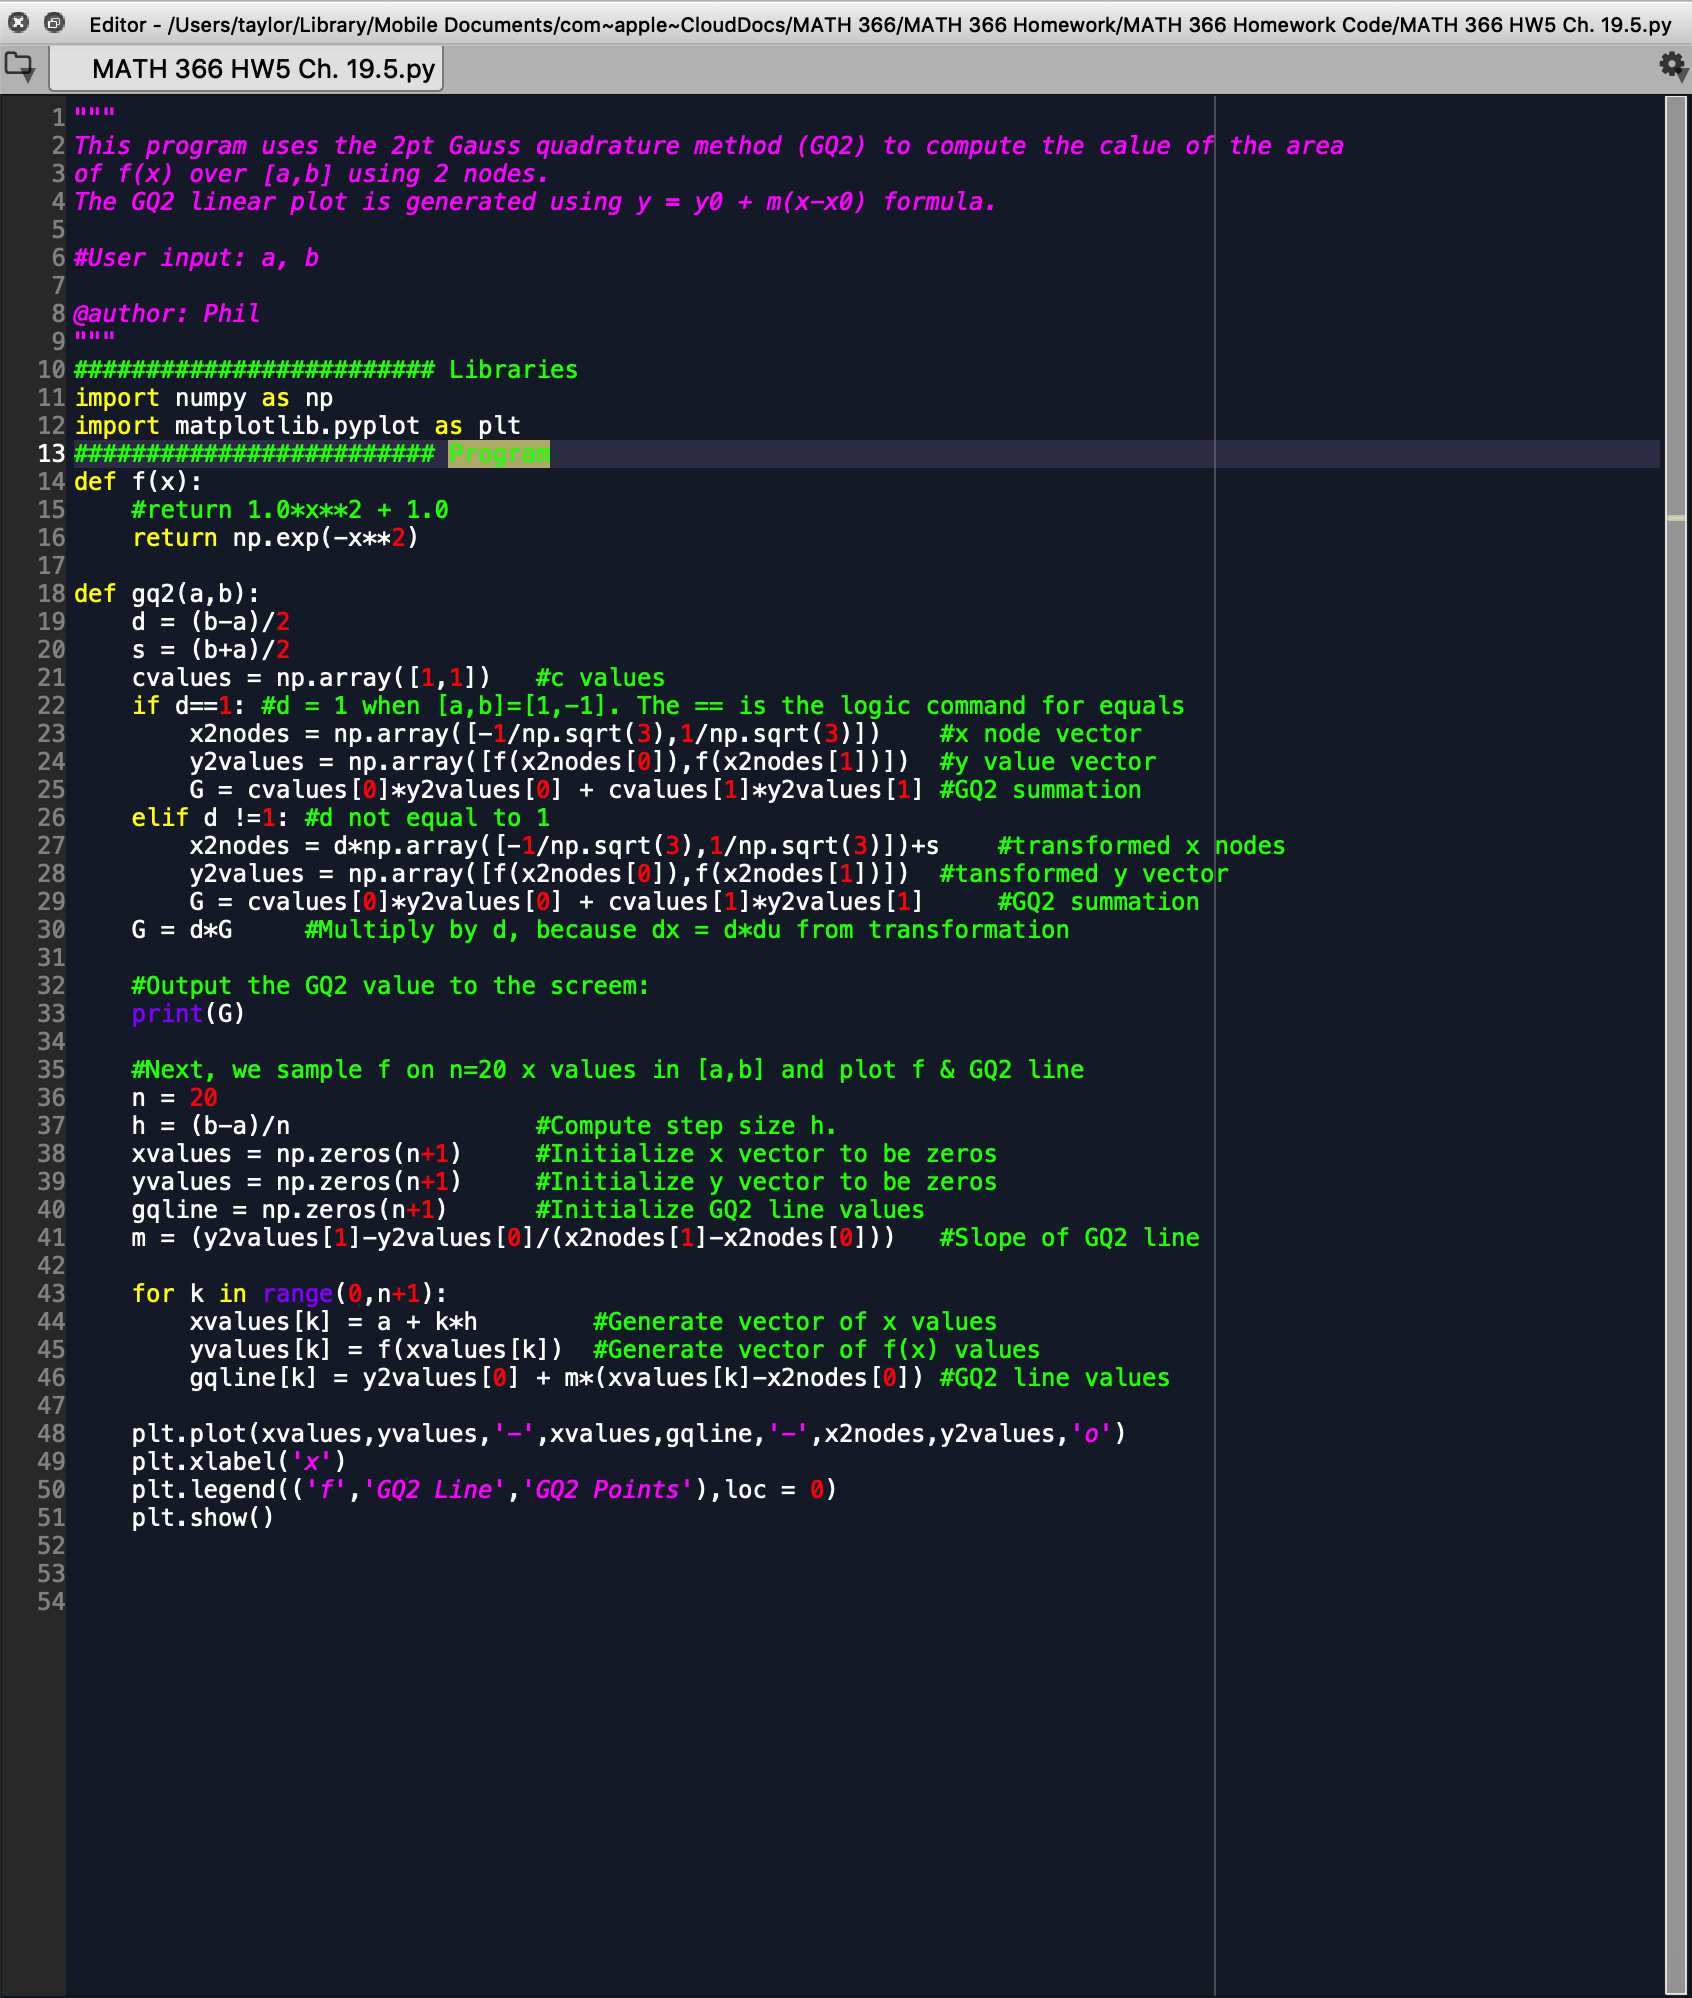 Editor - /Users/taylor/Library/Mobile Documents/com~apple~CloudDocs/MATH 366/MATH 366 Homework/MATH 366 Homework Code/MATH 366 HW5 Ch. 19.5.py
MATH 366 HW5 Ch. 19.5.py
1 """
2 This program uses the 2pt Gauss quadrature method (GQ2) to compute the calue of the area
3 of f(x) over [a,b] using 2 nodes.
4 The GQ2 linear plot is generated using y = y0 + m(x-x0) formula.
5
6 #User input: a, b
7
8 @author: Phil
9 """
10 ######################### Libraries
11 import numpy as np
12 import matplotlib.pyplot as plt
13 ######################### Program
14 def f(x):
15     #return 1.0*x**2 + 1.0
16     return np.exp(-x**2)
17
18 def gq2(a,b):
19     d = (b-a)/2
20     s = (b+a)/2
21     cvalues = np.array([1,1])   #c values
22     if d==1: #d = 1 when [a,b]=[1,-1]. The == is the logic command for equals
23         x2nodes = np.array([-1/np.sqrt(3),1/np.sqrt(3)])    #x node vector
24         y2values = np.array([f(x2nodes[0]),f(x2nodes[1])])  #y value vector
25         G = cvalues[0]*y2values[0] + cvalues[1]*y2values[1] #GQ2 summation
26     elif d !=1: #d not equal to 1
27         x2nodes = d*np.array([-1/np.sqrt(3),1/np.sqrt(3)])+s    #transformed x nodes
28         y2values = np.array([f(x2nodes[0]),f(x2nodes[1])])  #tansformed y vector
29         G = cvalues[0]*y2values[0] + cvalues[1]*y2values[1]     #GQ2 summation
30     G = d*G     #Multiply by d, because dx = d*du from transformation
31
32     #Output the GQ2 value to the screem:
33     print(G)
34
35     #Next, we sample f on n=20 x values in [a,b] and plot f & GQ2 line
36     n = 20
37     h = (b-a)/n                 #Compute step size h.
38     xvalues = np.zeros(n+1)     #Initialize x vector to be zeros
39     yvalues = np.zeros(n+1)     #Initialize y vector to be zeros
40     gqline = np.zeros(n+1)      #Initialize GQ2 line values
41     m = (y2values[1]-y2values[0]/(x2nodes[1]-x2nodes[0]))   #Slope of GQ2 line
42
43     for k in range(0,n+1):
44         xvalues[k] = a + k*h        #Generate vector of x values
45         yvalues[k] = f(xvalues[k])  #Generate vector of f(x) values
46         gqline[k] = y2values[0] + m*(xvalues[k]-x2nodes[0]) #GQ2 line values
47
48     plt.plot(xvalues,yvalues,'-',xvalues,gqline,'-',x2nodes,y2values,'o')
49     plt.xlabel('x')
50     plt.legend(('f','GQ2 Line','GQ2 Points'),loc = 0)
51     plt.show()
52
53
54